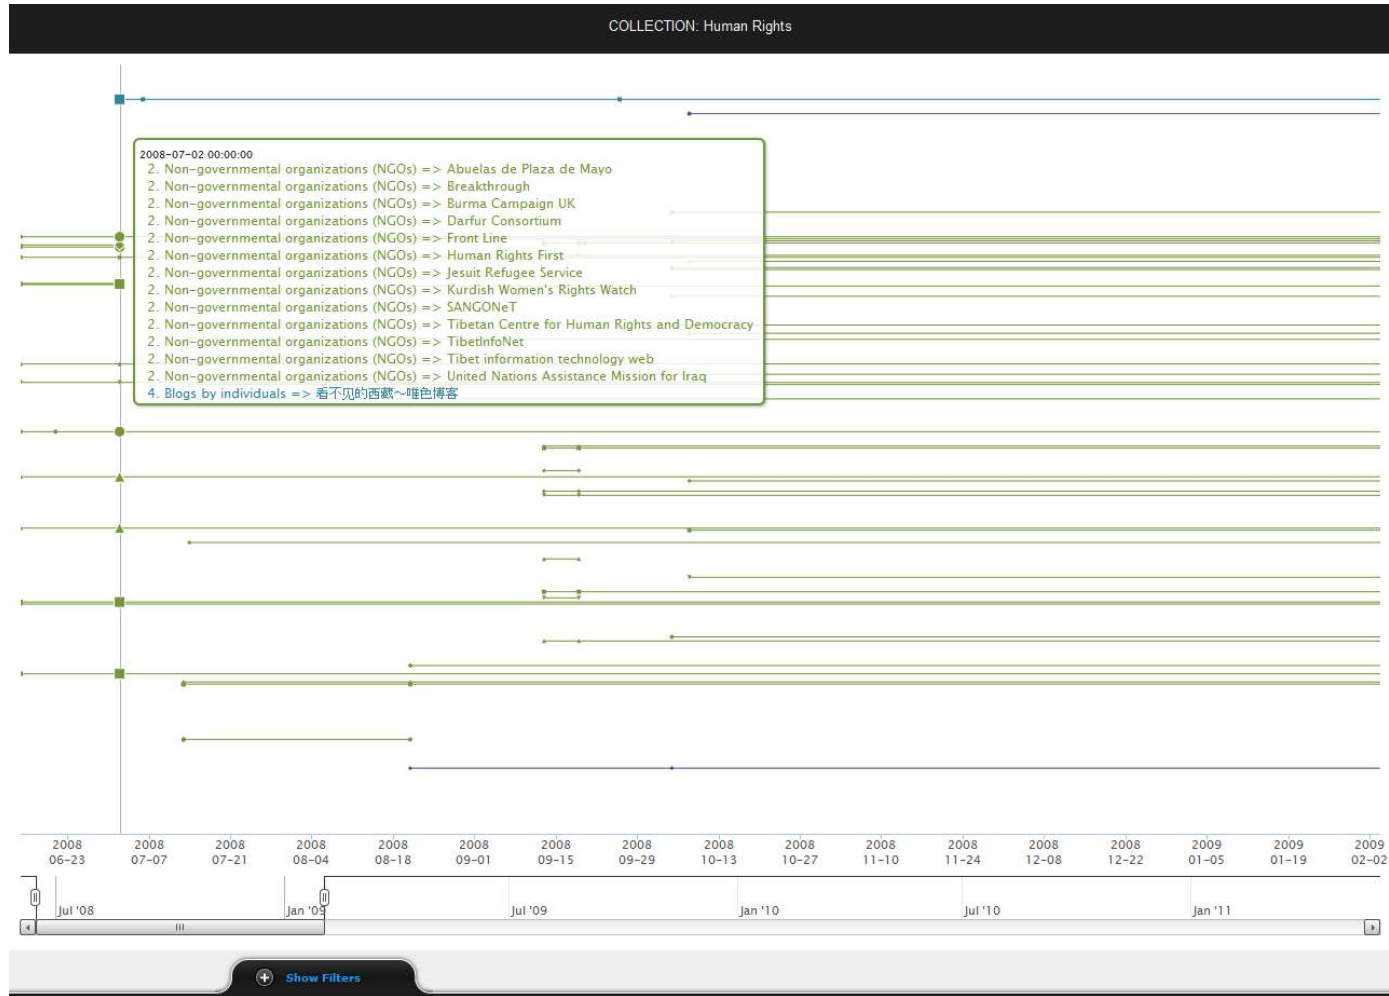 COLLECTION: Human Rights
2008-07-02 00:00:00
2. Non-governmental organizations (NGOs) => Abuelas de Plaza de Mayo
2. Non-governmental organizations (NGOs) => Breakthrough
2. Non-governmental organizations (NGOs) => Burma Campaign UK
2. Non-governmental organizations (NGOs) => Darfur Consortium
2. Non-governmental organizations (NGOs) => Front Line
2. Non-governmental organizations (NGOs) => Human Rights First
2. Non-governmental organizations (NGOs) => Jesuit Refugee Service
2. Non-governmental organizations (NGOs) => Kurdish Women's Rights Watch
2. Non-governmental organizations (NGOs) => SANGONeT
2. Non-governmental organizations (NGOs) => Tibetan Centre for Human Rights and Democracy
2. Non-governmental organizations (NGOs) => TibetInfoNet
2. Non-governmental organizations (NGOs) => Tibet information technology web
2. Non-governmental organizations (NGOs) => United Nations Assistance Mission for Iraq
4. Blogs by individuals => 看不见的西藏～唯色博客
2008 2008 2008 2008 2008 2008 2008 2008 2008 2008 2008 2008 2008 2008 2009 2009 2009
06-23 07-07 07-21 08-04 08-18 09-01 09-15 09-29 10-13 10-27 11-10 11-24 12-08 12-22 01-05 01-19 02-02
Jul '08 Jan '09 Jul '09 Jan '10 Jul '10 Jan '11
Show Filters